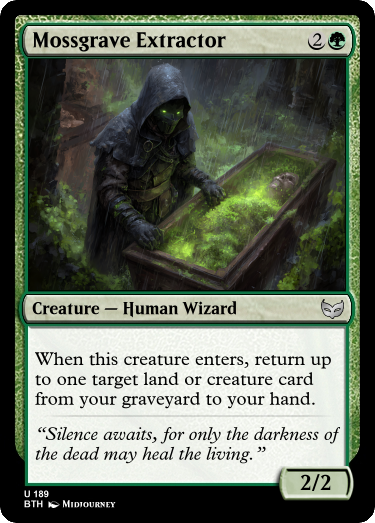 Mossgrave Extractor 2
Creature — Human Wizard
When this creature enters, return up
to one target land or creature card
from your graveyard to your hand.
“Silence awaits, for only the darkness of
the dead may heal the living.”
2/2
U 189
BTH Midjourney